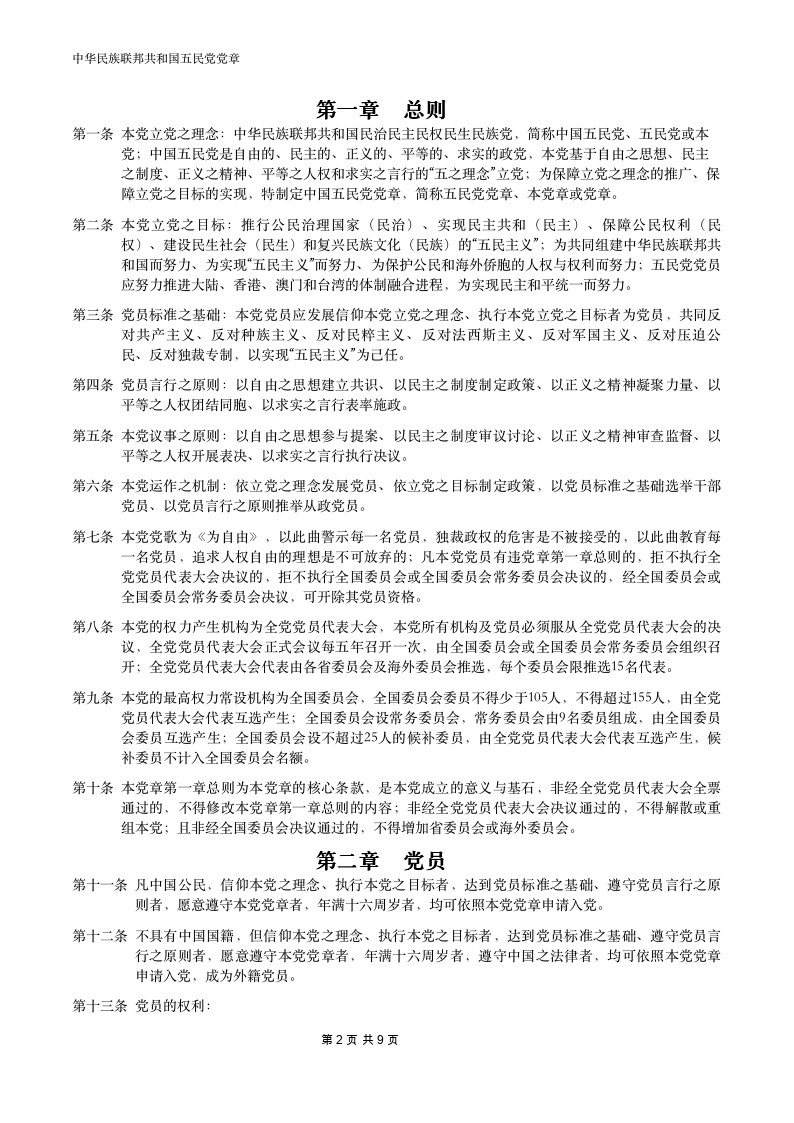 中华民族联邦共和国五民党党章
第一章 总则
第一条 本党立党之理念：中华民族联邦共和国民治民主民权民生民族党，简称中国五民党、五民党或本
党；中国五民党是自由的、民主的、正义的、平等的、求实的政党，本党基于自由之思想、民主
之制度、正义之精神、平等之人权和求实之言行的“五之理念”立党；为保障立党之理念的推广、保
障立党之目标的实现，特制定中国五民党党章，简称五民党党章、本党章或党章。
第二条 本党立党之目标：推行公民治理国家（民治）、实现民主共和（民主）、保障公民权利（民
权）、建设民生社会（民生）和复兴民族文化（民族）的“五民主义”；为共同组建中华民族联邦共
和国而努力、为实现“五民主义”而努力、为保护公民和海外侨胞的人权与权利而努力；五民党党员
应努力推进大陆、香港、澳门和台湾的体制融合进程，为实现民主和平统一而努力。
第三条 党员标准之基础：本党党员应发展信仰本党立党之理念、执行本党立党之目标者为党员，共同反
对共产主义、反对种族主义、反对民粹主义、反对法西斯主义、反对军国主义、反对压迫公
民、反对独裁专制，以实现“五民主义”为己任。
第四条 党员言行之原则：以自由之思想建立共识、以民主之制度制定政策、以正义之精神凝聚力量、以
平等之人权团结同胞、以求实之言行表率施政。
第五条 本党议事之原则：以自由之思想参与提案、以民主之制度审议讨论、以正义之精神审查监督、以
平等之人权开展表决、以求实之言行执行决议。
第六条 本党运作之机制：依立党之理念发展党员、依立党之目标制定政策，以党员标准之基础选举干部
党员、以党员言行之原则推举从政党员。
第七条 本党党歌为《为自由》，以此曲警示每一名党员，独裁政权的危害是不被接受的，以此曲教育每
一名党员，追求人权自由的理想是不可放弃的；凡本党党员有违党章第一章总则的，拒不执行全
党党员代表大会决议的，拒不执行全国委员会或全国委员会常务委员会决议的，经全国委员会或
全国委员会常务委员会决议，可开除其党员资格。
第八条 本党的权力产生机构为全党党员代表大会，本党所有机构及党员必须服从全党党员代表大会的决
议，全党党员代表大会正式会议每五年召开一次，由全国委员会或全国委员会常务委员会组织召
开；全党党员代表大会代表由各省委员会及海外委员会推选，每个委员会限推选15名代表。
第九条 本党的最高权力常设机构为全国委员会，全国委员会委员不得少于105人，不得超过155人，由全党
党员代表大会代表互选产生；全国委员会设常务委员会，常务委员会由9名委员组成，由全国委员
会委员互选产生；全国委员会设不超过25人的候补委员，由全党党员代表大会代表互选产生，候
补委员不计入全国委员会名额。
第十条 本党章第一章总则为本党章的核心条款，是本党成立的意义与基石，非经全党党员代表大会全票
通过的，不得修改本党章第一章总则的内容；非经全党党员代表大会决议通过的，不得解散或重
组本党；且非经全国委员会决议通过的，不得增加省委员会或海外委员会。
第二章 党员
第十一条 凡中国公民，信仰本党之理念、执行本党之目标者，达到党员标准之基础、遵守党员言行之原
则者，愿意遵守本党党章者，年满十六周岁者，均可依照本党党章申请入党。
第十二条 不具有中国国籍，但信仰本党之理念、执行本党之目标者，达到党员标准之基础、遵守党员言
行之原则者，愿意遵守本党党章者，年满十六周岁者，遵守中国之法律者，均可依照本党党章
申请入党，成为外籍党员。
第十三条 党员的权利：
第 2 页 共 9 页